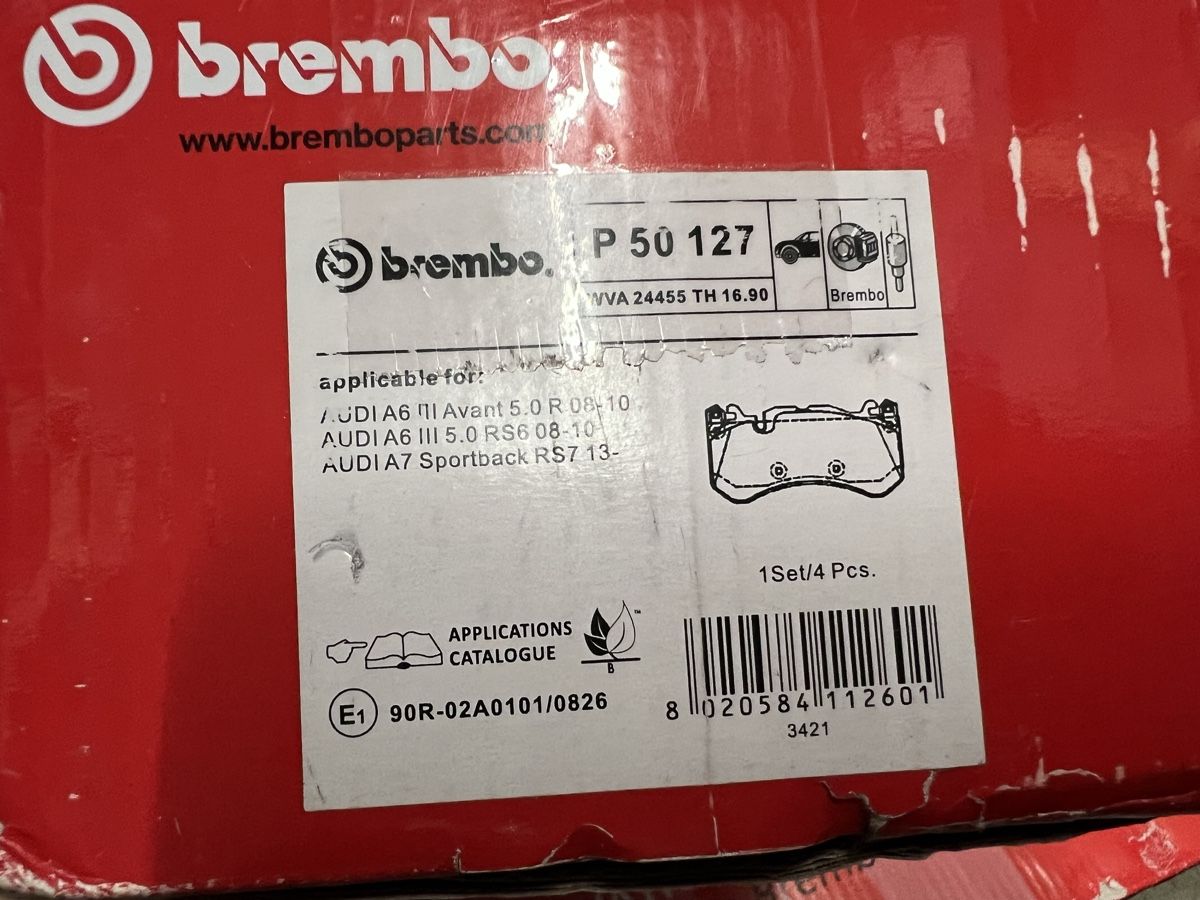 brembo
www.bremboparts.com
brembo.
P 50 127
WVA 24455 TH 16.90
Brembo
applicable for:
AUDI A6 III Avant 5.0 R 08-10
AUDI A6 III 5.0 RS6 08-10
AUDI A7 Sportback RS7 13-
1Set/4 Pcs.
APPLICATIONS
CATALOGUE
™
B
E1 90R-02A0101/0826
8 020584 112601
3421
brembo